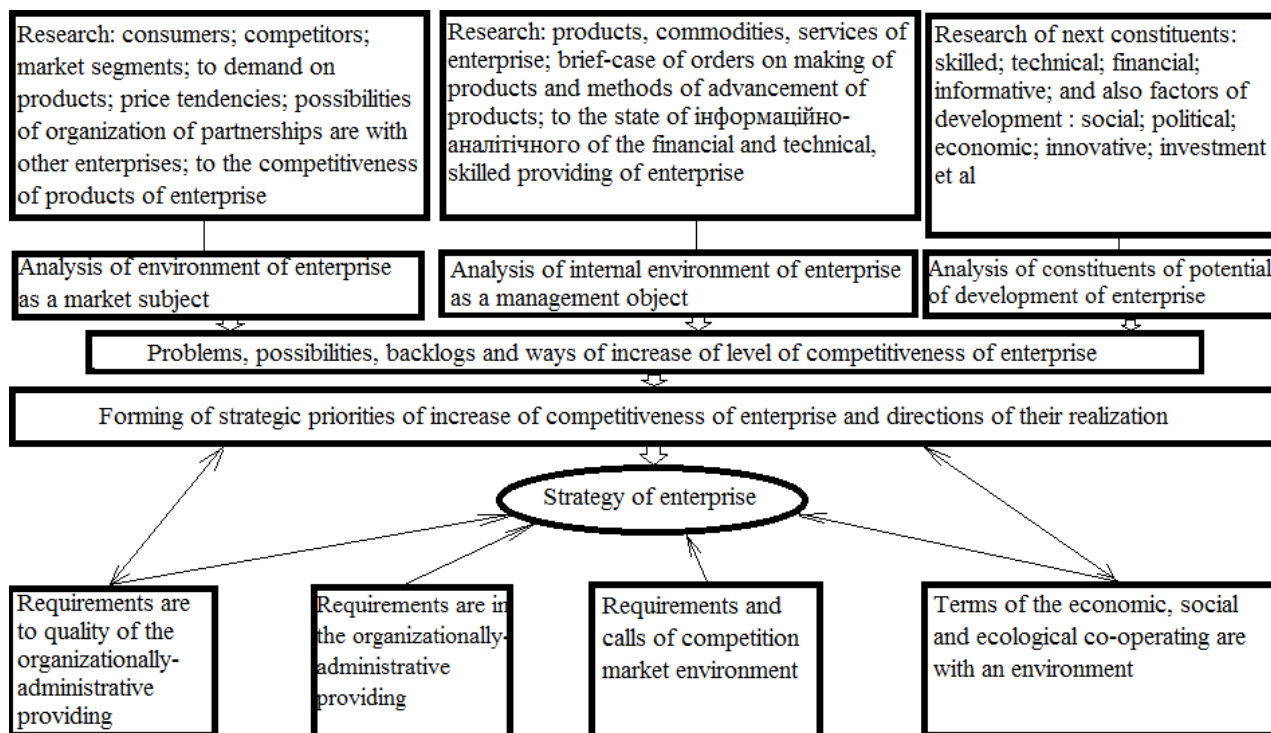 Research: consumers; competitors;
market segments; to demand on
products; price tendencies; possibilities
of organization of partnerships are with
other enterprises; to the competitiveness
of products of enterprise
Research: products, commodities, services of
enterprise; brief-case of orders on making of
products and methods of advancement of
products; to the state of інформаційно-
аналітичного of the financial and technical,
skilled providing of enterprise
Research of next constituents:
skilled; technical; financial;
informative; and also factors of
development : social; political;
economic; innovative; investment
et al
Analysis of environment of enterprise
as a market subject
Analysis of internal environment of enterprise
as a management object
Analysis of constituents of potential
of development of enterprise
Problems, possibilities, backlogs and ways of increase of level of competitiveness of enterprise
Forming of strategic priorities of increase of competitiveness of enterprise and directions of their realization
Strategy of enterprise
Requirements are
to quality of the
organizationally-
administrative
providing
Requirements are in
the organizationally-
administrative
providing
Requirements and
calls of competition
market environment
Terms of the economic, social
and ecological co-operating are
with an environment